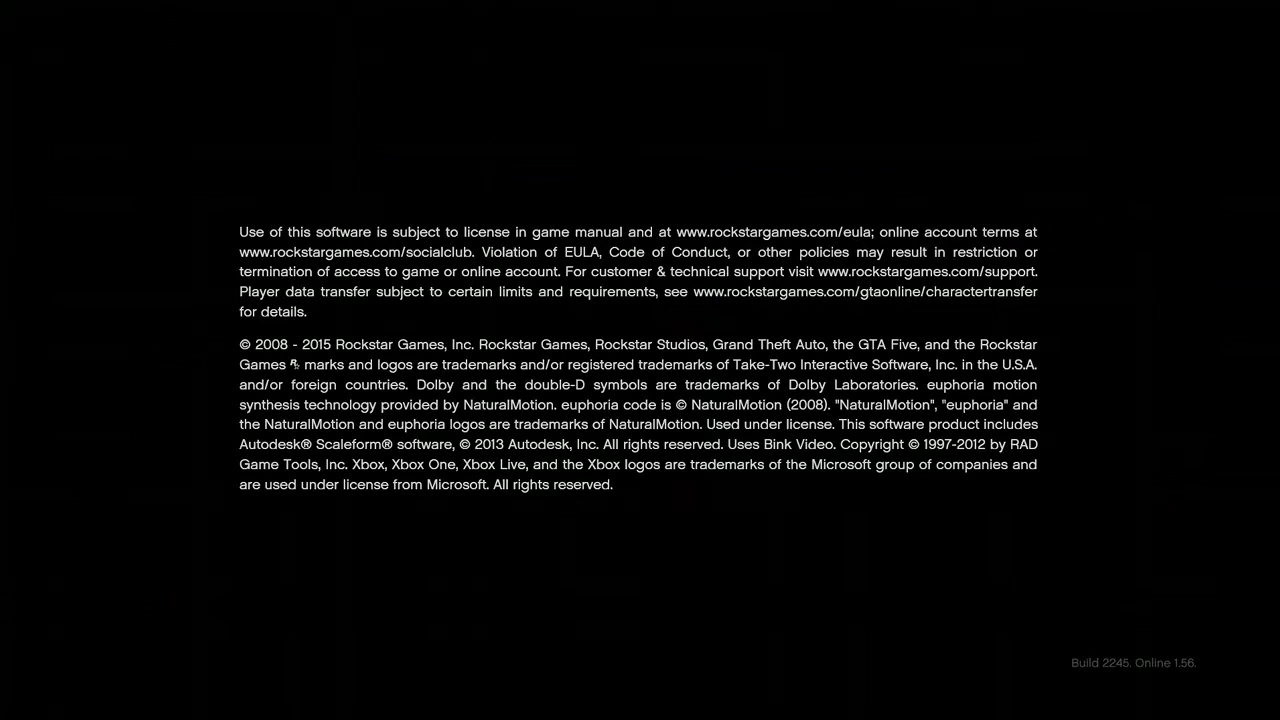 Use of this software is subject to license in game manual and at www.rockstargames.com/eula; online account terms at
www.rockstargames.com/socialclub. Violation of EULA, Code of Conduct, or other policies may result in restriction or
termination of access to game or online account. For customer & technical support visit www.rockstargames.com/support.
Player data transfer subject to certain limits and requirements, see www.rockstargames.com/gtaonline/charactertransfer
for details.
© 2008 - 2015 Rockstar Games, Inc. Rockstar Games, Rockstar Studios, Grand Theft Auto, the GTA Five, and the Rockstar
Games R* marks and logos are trademarks and/or registered trademarks of Take-Two Interactive Software, Inc. in the U.S.A.
and/or foreign countries. Dolby and the double-D symbols are trademarks of Dolby Laboratories. euphoria motion
synthesis technology provided by NaturalMotion. euphoria code is © NaturalMotion (2008). "NaturalMotion", "euphoria" and
the NaturalMotion and euphoria logos are trademarks of NaturalMotion. Used under license. This software product includes
Autodesk® Scaleform® software, © 2013 Autodesk, Inc. All rights reserved. Uses Bink Video. Copyright © 1997-2012 by RAD
Game Tools, Inc. Xbox, Xbox One, Xbox Live, and the Xbox logos are trademarks of the Microsoft group of companies and
are used under license from Microsoft. All rights reserved.
Build 2245. Online 1.56.